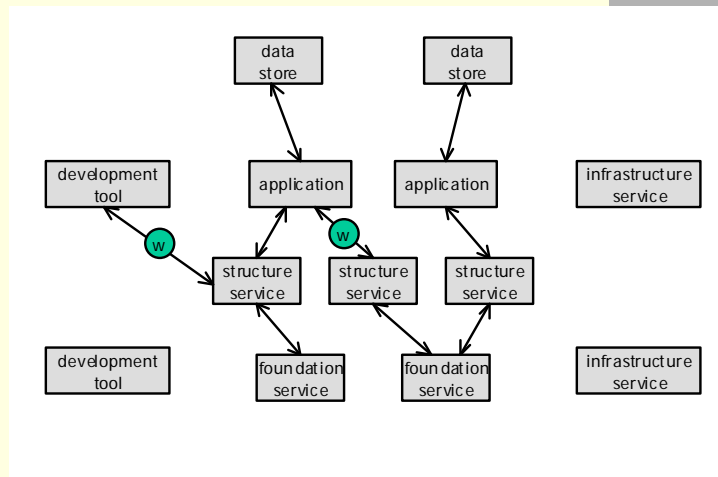 data
store
data
store
development
tool
application
application
infrastructure
service
w
w
structure
service
structure
service
structure
service
development
tool
foundation
service
foundation
service
infrastructure
service